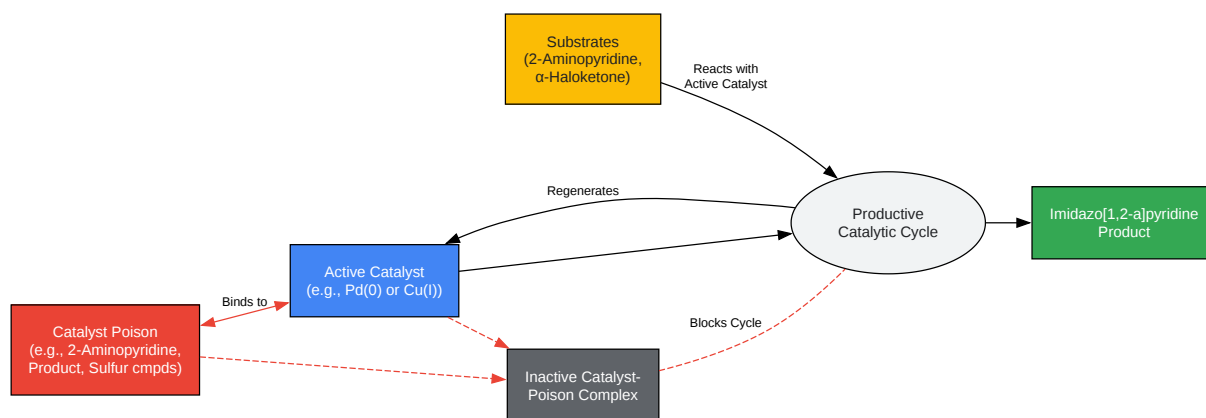 Substrates
(2-Aminopyridine,
α-Haloketone)
Reacts with
Active Catalyst
Regenerates
Productive
Catalytic Cycle
Imidazo[1,2-a]pyridine
Product
Active Catalyst
(e.g., Pd(0) or Cu(I))
Binds to
Catalyst Poison
(e.g., 2-Aminopyridine,
Product, Sulfur cmpds)
Blocks Cycle
Inactive Catalyst-
Poison Complex